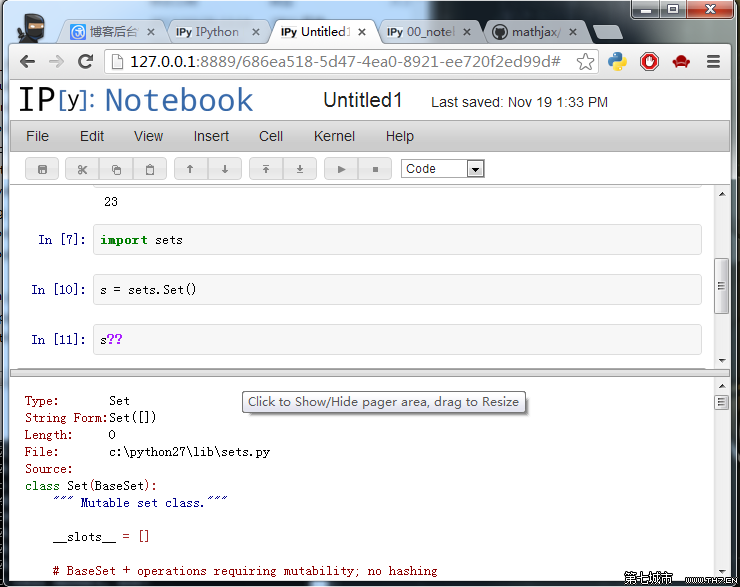 博客后台
IPy IPython
IPy Untitled1
IPy 00_notel
mathjax/
127.0.0.1:8889/686ea518-5d47-4ea0-8921-ee720f2ed99d#
IP[y]: Notebook
Untitled1
Last saved: Nov 19 1:33 PM
File Edit View Insert Cell Kernel Help
Code
23
In [7]: import sets
In [10]: s = sets.Set()
In [11]: s??
Click to Show/Hide pager area, drag to Resize
Type: Set
String Form:Set([])
Length: 0
File: c:\python27\lib\sets.py
Source:
class Set(BaseSet):
""" Mutable set class."""
__slots__ = []
# BaseSet + operations requiring mutability; no hashing
第七城市 WWW.TH7.CN